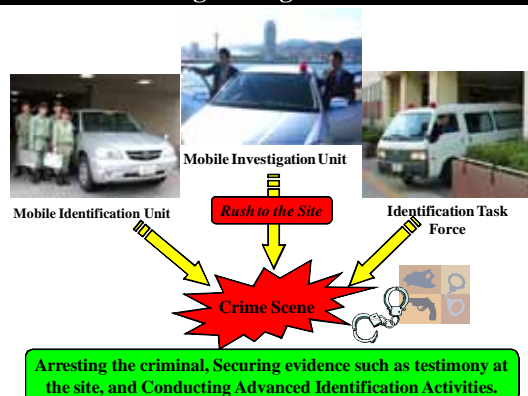 Mobile Investigation Unit
Mobile Identification Unit
Rush to the Site
Identification Task
Force
Crime Scene
Arresting the criminal, Securing evidence such as testimony at
the site, and Conducting Advanced Identification Activities.